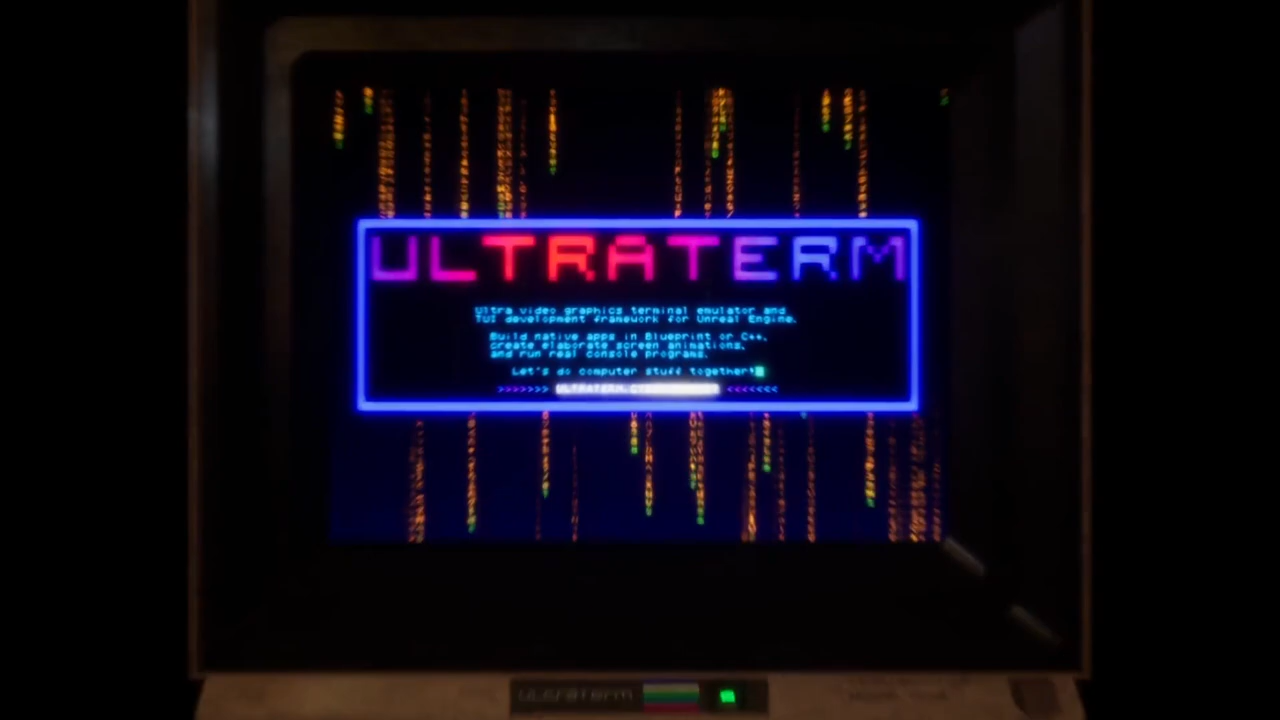 ULTRATERM
Ultra video graphics terminal emulator and
TUI development framework for Unreal Engine.
Build native apps in Blueprint or C++,
create elaborate screen animations,
and run real console programs.
Let's do computer stuff together!
>>>>>>> ULTRATERM <<<<<<<
ultraterm